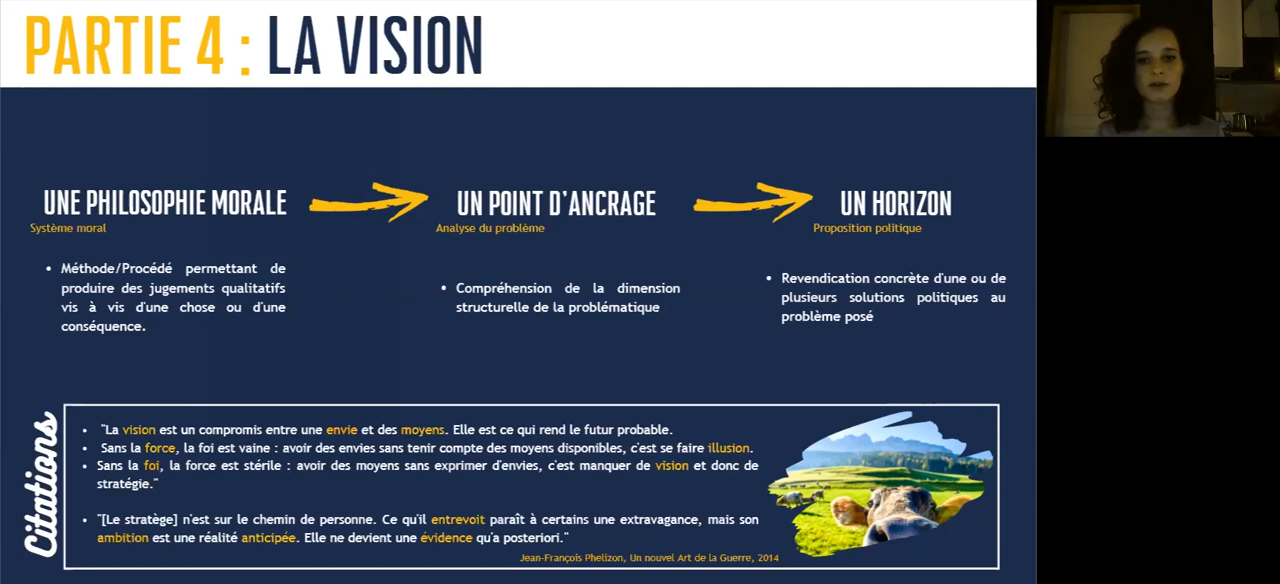 PARTIE 4 : LA VISION
UNE PHILOSOPHIE MORALE
Système moral
• Méthode/Procédé permettant de
produire des jugements qualitatifs
vis à vis d'une chose ou d'une
conséquence.
UN POINT D'ANCRAGE
Analyse du problème
• Compréhension de la dimension
structurelle de la problématique
UN HORIZON
Proposition politique
• Revendication concrète d'une ou de
plusieurs solutions politiques au
problème posé
Citations
• "La vision est un compromis entre une envie et des moyens. Elle est ce qui rend le futur probable.
• Sans la force, la foi est vaine : avoir des envies sans tenir compte des moyens disponibles, c'est se faire illusion.
• Sans la foi, la force est stérile : avoir des moyens sans exprimer d'envies, c'est manquer de vision et donc de
stratégie."
• "[Le stratège] n'est sur le chemin de personne. Ce qu'il entrevoit paraît à certains une extravagance, mais son
ambition est une réalité anticipée. Elle ne devient une évidence qu'a posteriori."
Jean-François Phelizon, Un nouvel Art de la Guerre, 2014